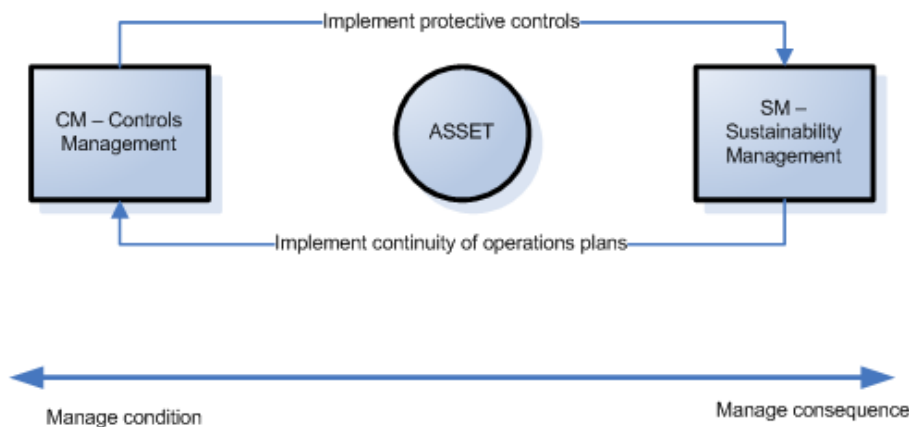 Implement protective controls
CM – Controls
Management
ASSET
SM –
Sustainability
Management
Implement continuity of operations plans
Manage condition
Manage consequence